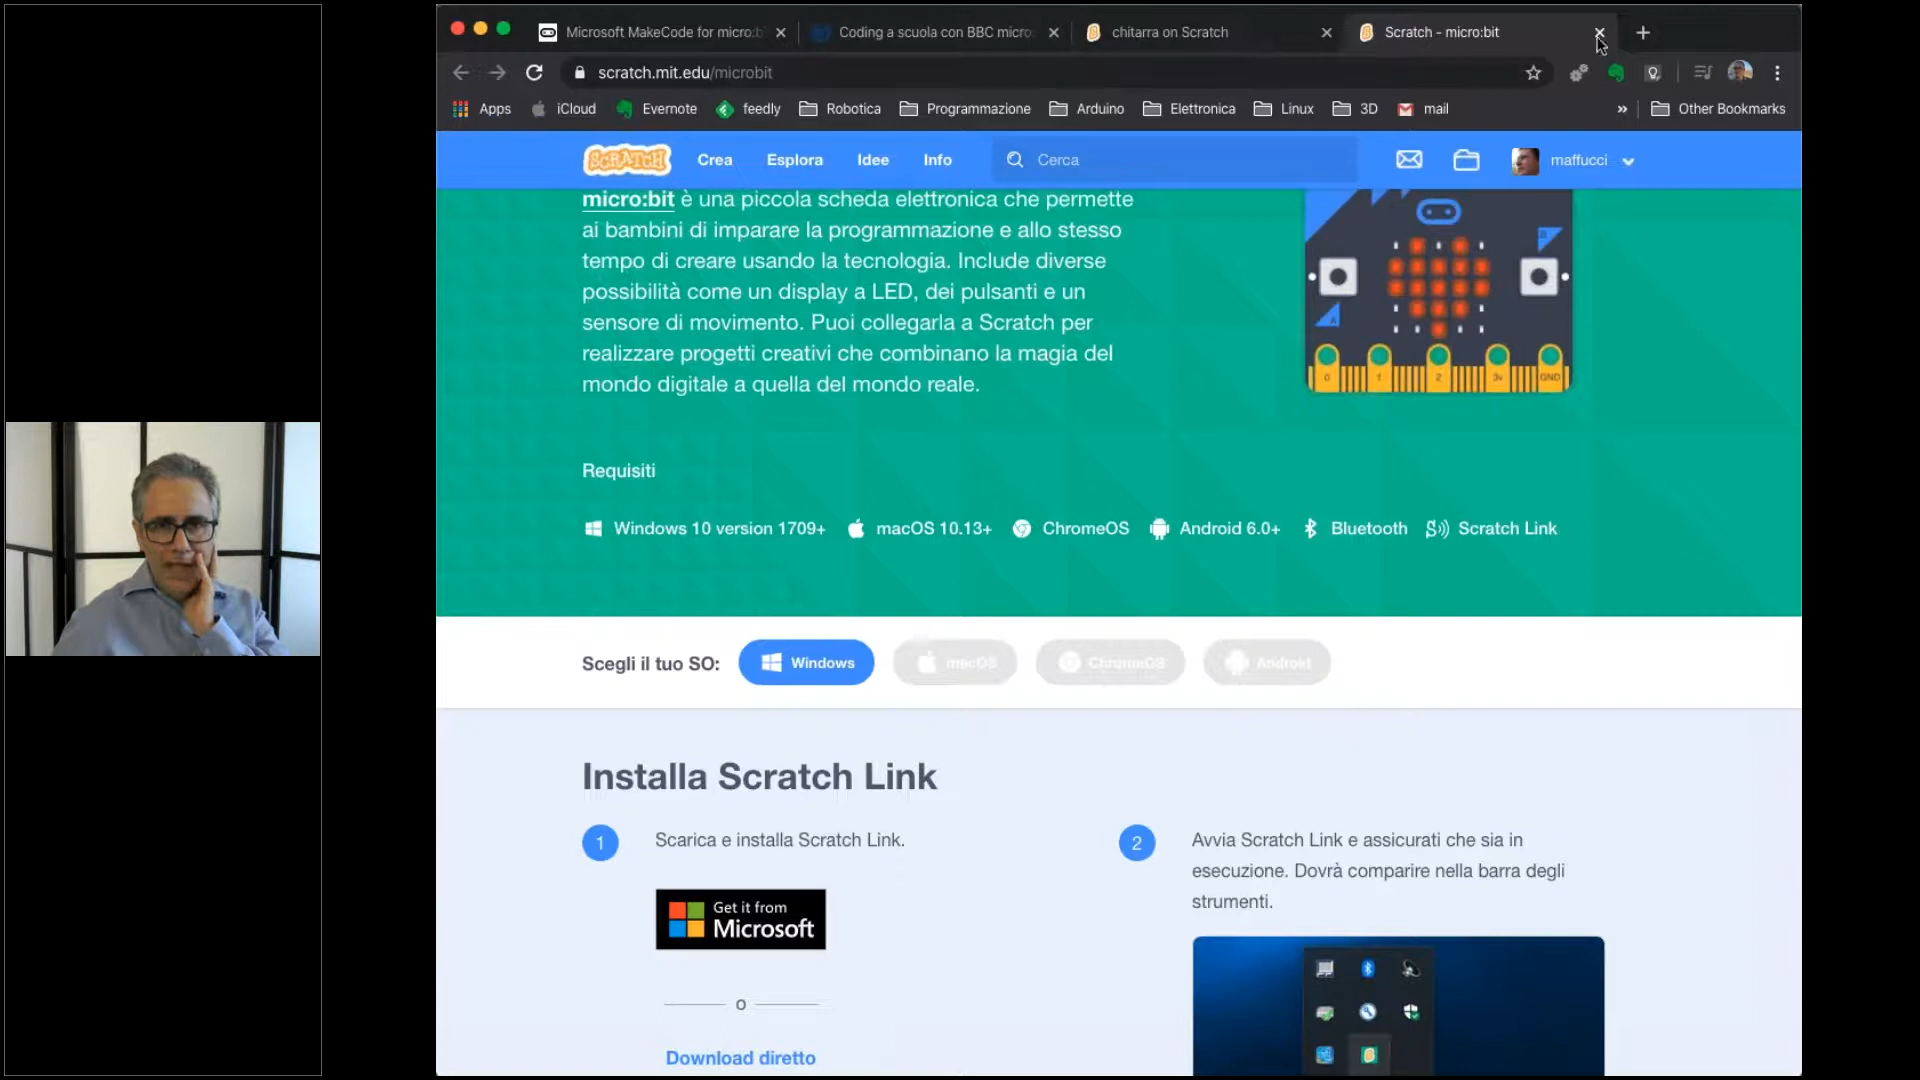 Microsoft MakeCode for micro:b
Coding a scuola con BBC micro:
chitarra on Scratch
Scratch - micro:bit
scratch.mit.edu/microbit
Apps
iCloud
Evernote
feedly
Robotica
Programmazione
Arduino
Elettronica
Linux
3D
mail
»
Other Bookmarks
SCRATCH
Crea
Esplora
Idee
Info
Cerca
maffucci
micro:bit è una piccola scheda elettronica che permette
ai bambini di imparare la programmazione e allo stesso
tempo di creare usando la tecnologia. Include diverse
possibilità come un display a LED, dei pulsanti e un
sensore di movimento. Puoi collegarla a Scratch per
realizzare progetti creativi che combinano la magia del
mondo digitale a quella del mondo reale.
B
A
0 1 2 3V GND
Requisiti
Windows 10 version 1709+
macOS 10.13+
ChromeOS
Android 6.0+
Bluetooth
Scratch Link
Scegli il tuo SO:
Windows
macOS
ChromeOS
Android
Installa Scratch Link
1
Scarica e installa Scratch Link.
Get it from
Microsoft
o
Download diretto
2
Avvia Scratch Link e assicurati che sia in
esecuzione. Dovrà comparire nella barra degli
strumenti.